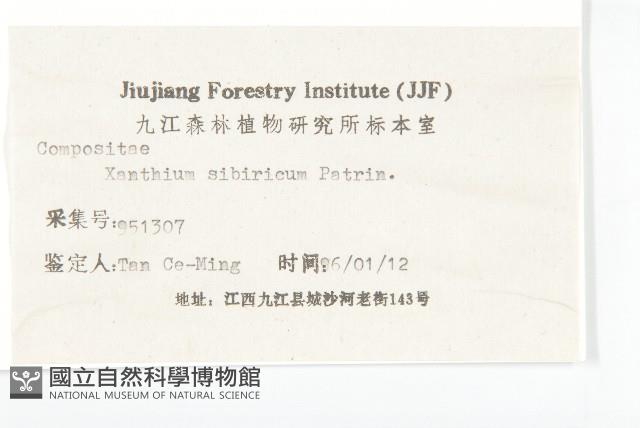 Jiujiang Forestry Institute (JJF)
九江森林植物研究所标本室
Compositae
Xanthium sibiricum Patrin.
采集号:951307
鉴定人:Tan Ce-Ming 时间:96/01/12
地址: 江西九江县城沙河老街143号
國立自然科學博物館
NATIONAL MUSEUM OF NATURAL SCIENCE